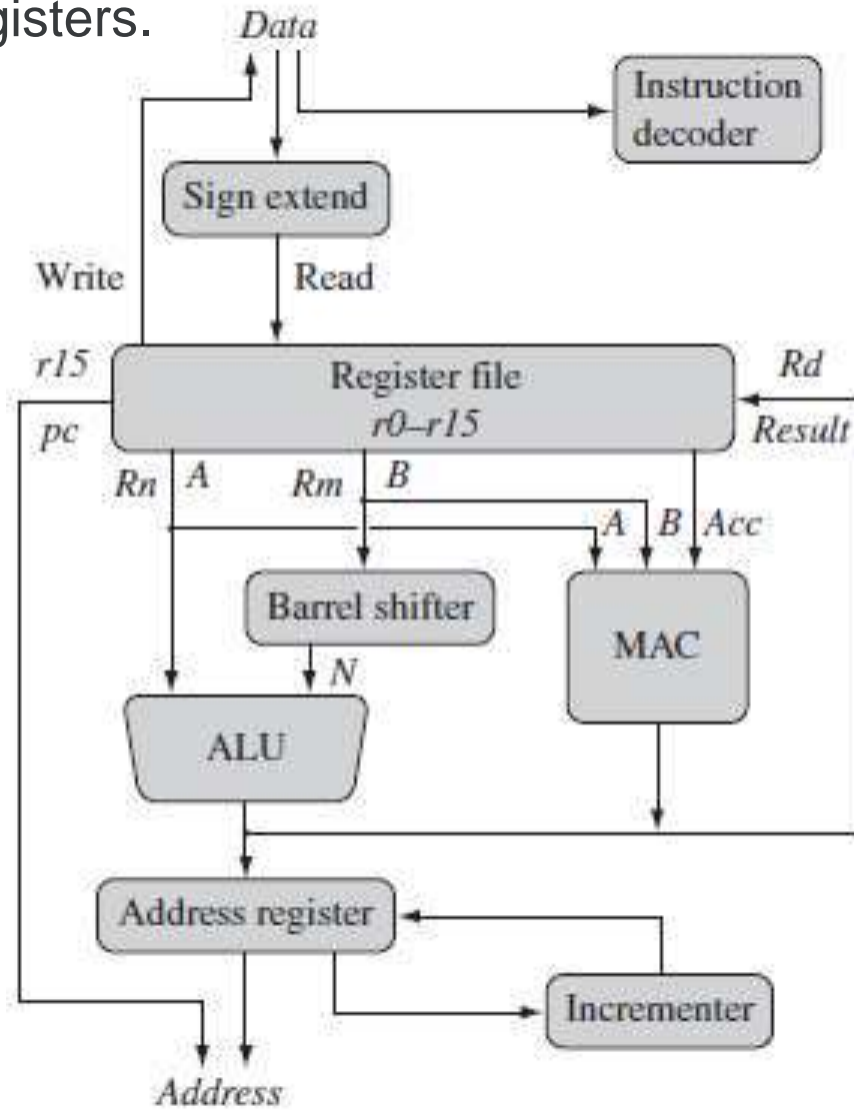 gisters.
Data
Instruction
decoder
Sign extend
Write
Read
r15
Register file
Rd
r0–r15
pc
Result
Rn
A
Rm
B
A
B
Acc
Barrel shifter
MAC
N
ALU
Address register
Incrementer
Address